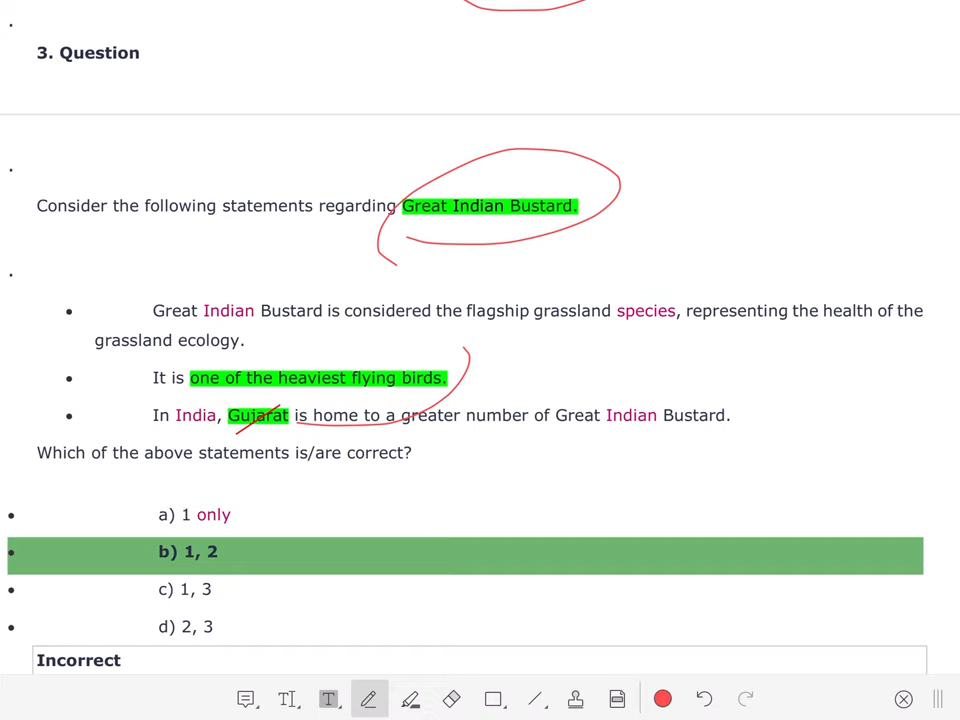 3. Question
Consider the following statements regarding Great Indian Bustard.
Great Indian Bustard is considered the flagship grassland species, representing the health of the
grassland ecology.
It is one of the heaviest flying birds.
In India, Gujarat is home to a greater number of Great Indian Bustard.
Which of the above statements is/are correct?
a) 1 only
b) 1, 2
c) 1, 3
d) 2, 3
Incorrect